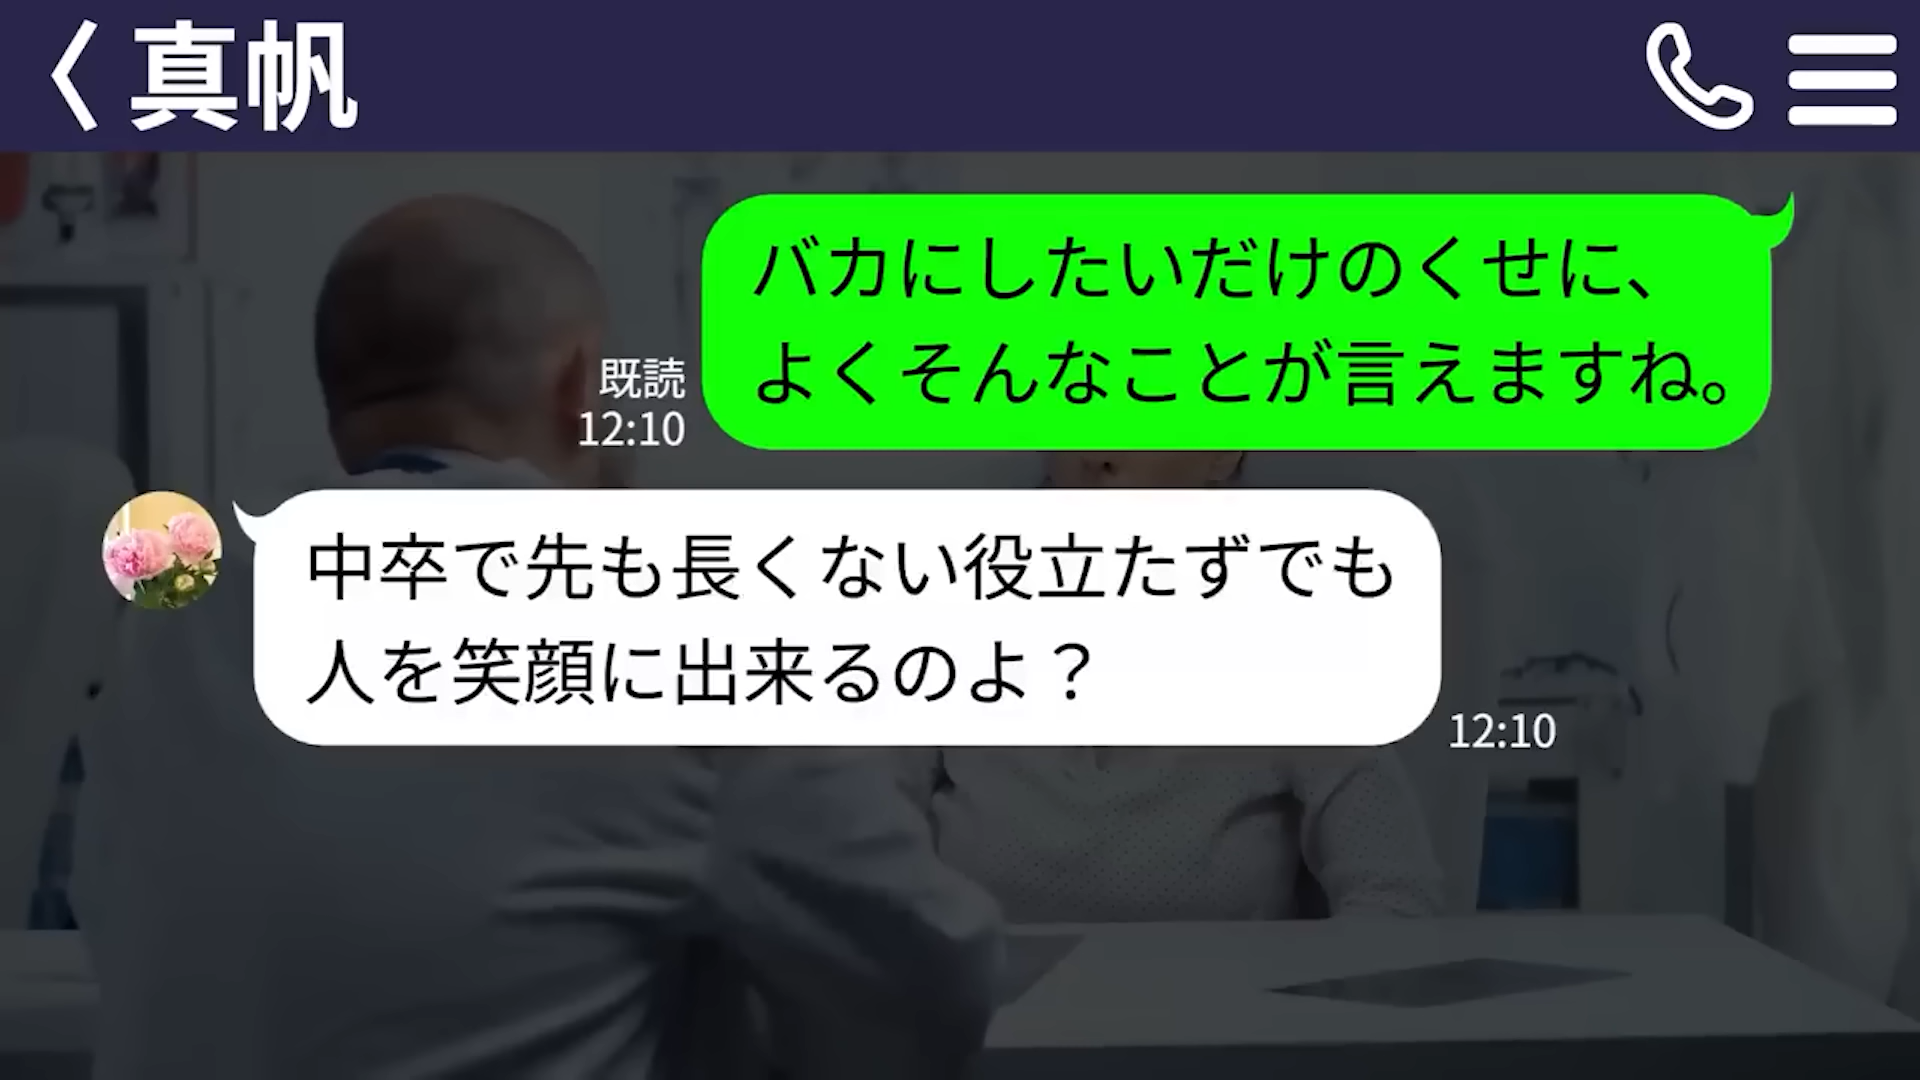 真帆
バカにしたいだけのくせに、
よくそんなことが言えますね。
既読
12:10
中卒で先も長くない役立たずでも
人を笑顔に出来るのよ？
12:10